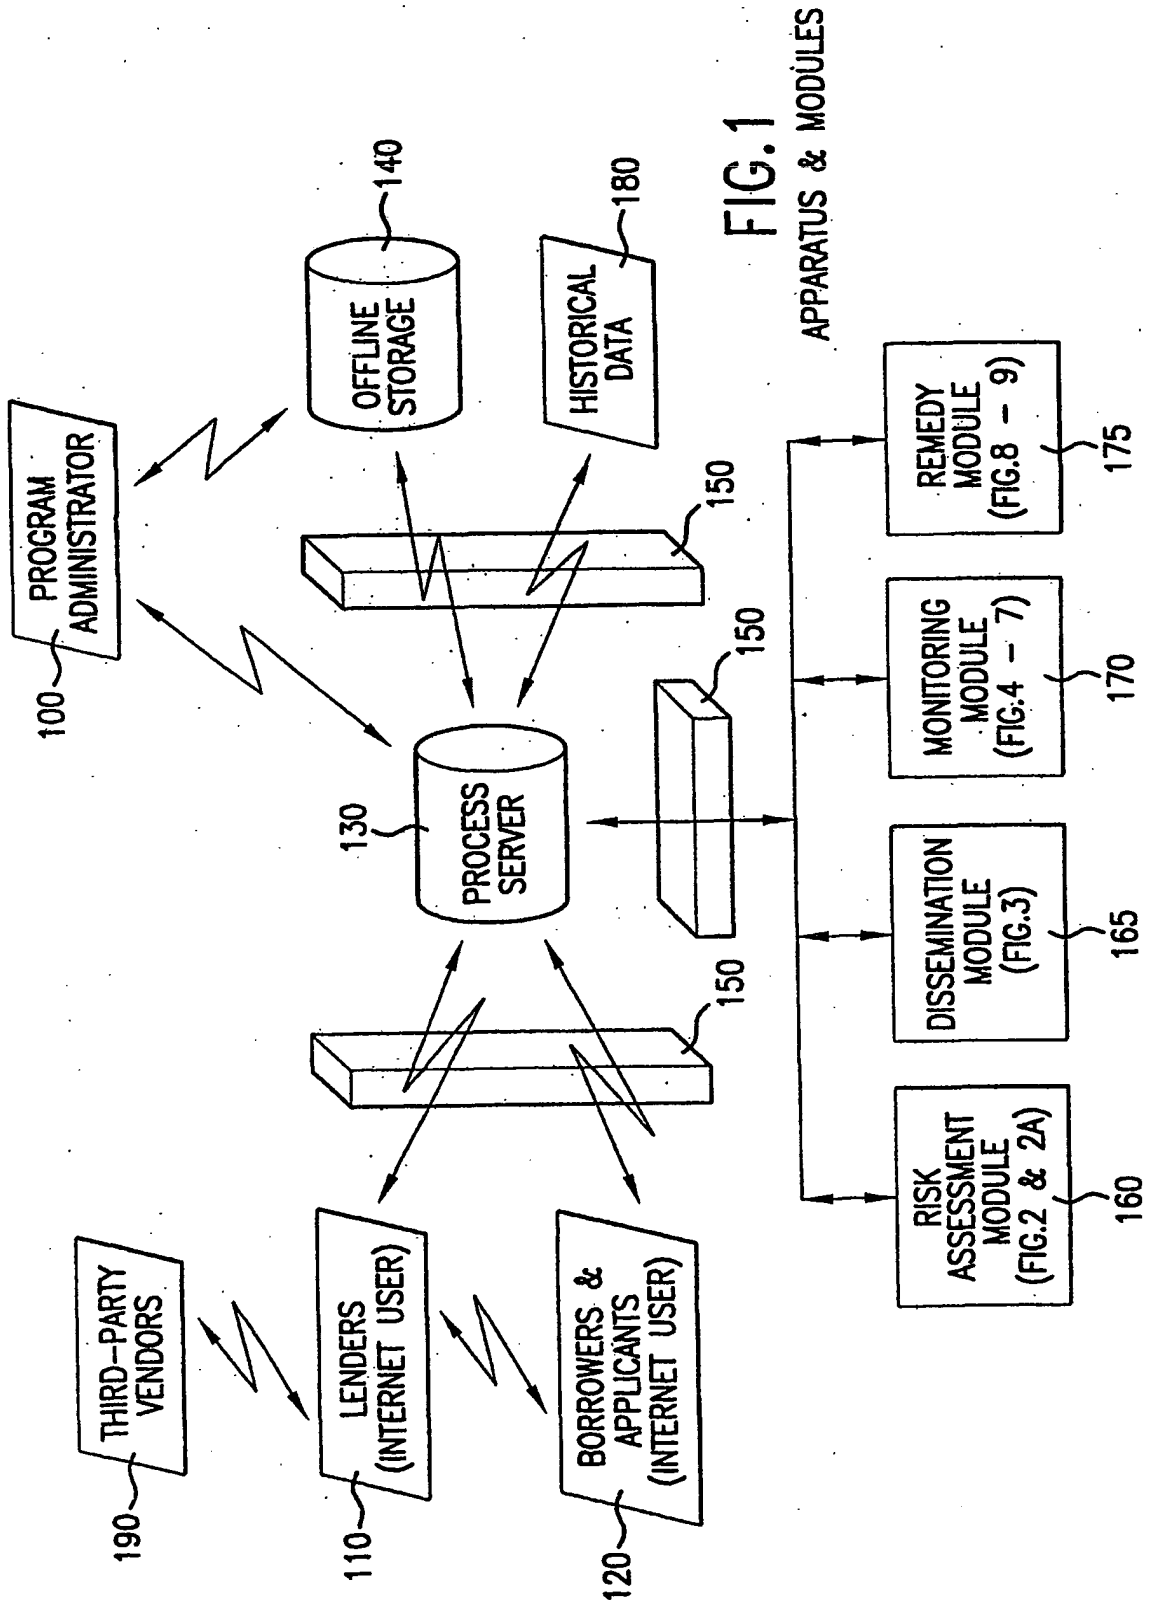 100
PROGRAM
ADMINISTRATOR
190
THIRD-PARTY
VENDORS
110
LENDERS
(INTERNET USER)
120
BORROWERS &
APPLICANTS
(INTERNET USER)
130
PROCESS
SERVER
140
OFFLINE
STORAGE
180
HISTORICAL
DATA
150
150
150
RISK
ASSESSMENT
MODULE
(FIG.2 & 2A)
160
DISSEMINATION
MODULE
(FIG.3)
165
MONITORING
MODULE
(FIG.4 - 7)
170
REMEDY
MODULE
(FIG.8 - 9)
175
FIG.1
APPARATUS & MODULES